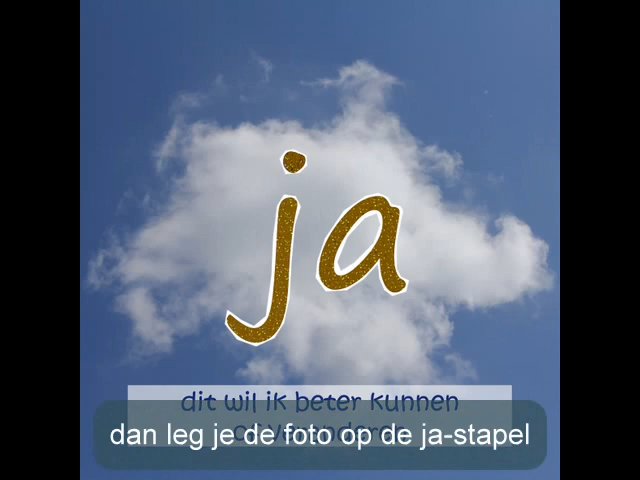 ja
dit wil ik beter kunnen
dan leg je de foto op de ja-stapel